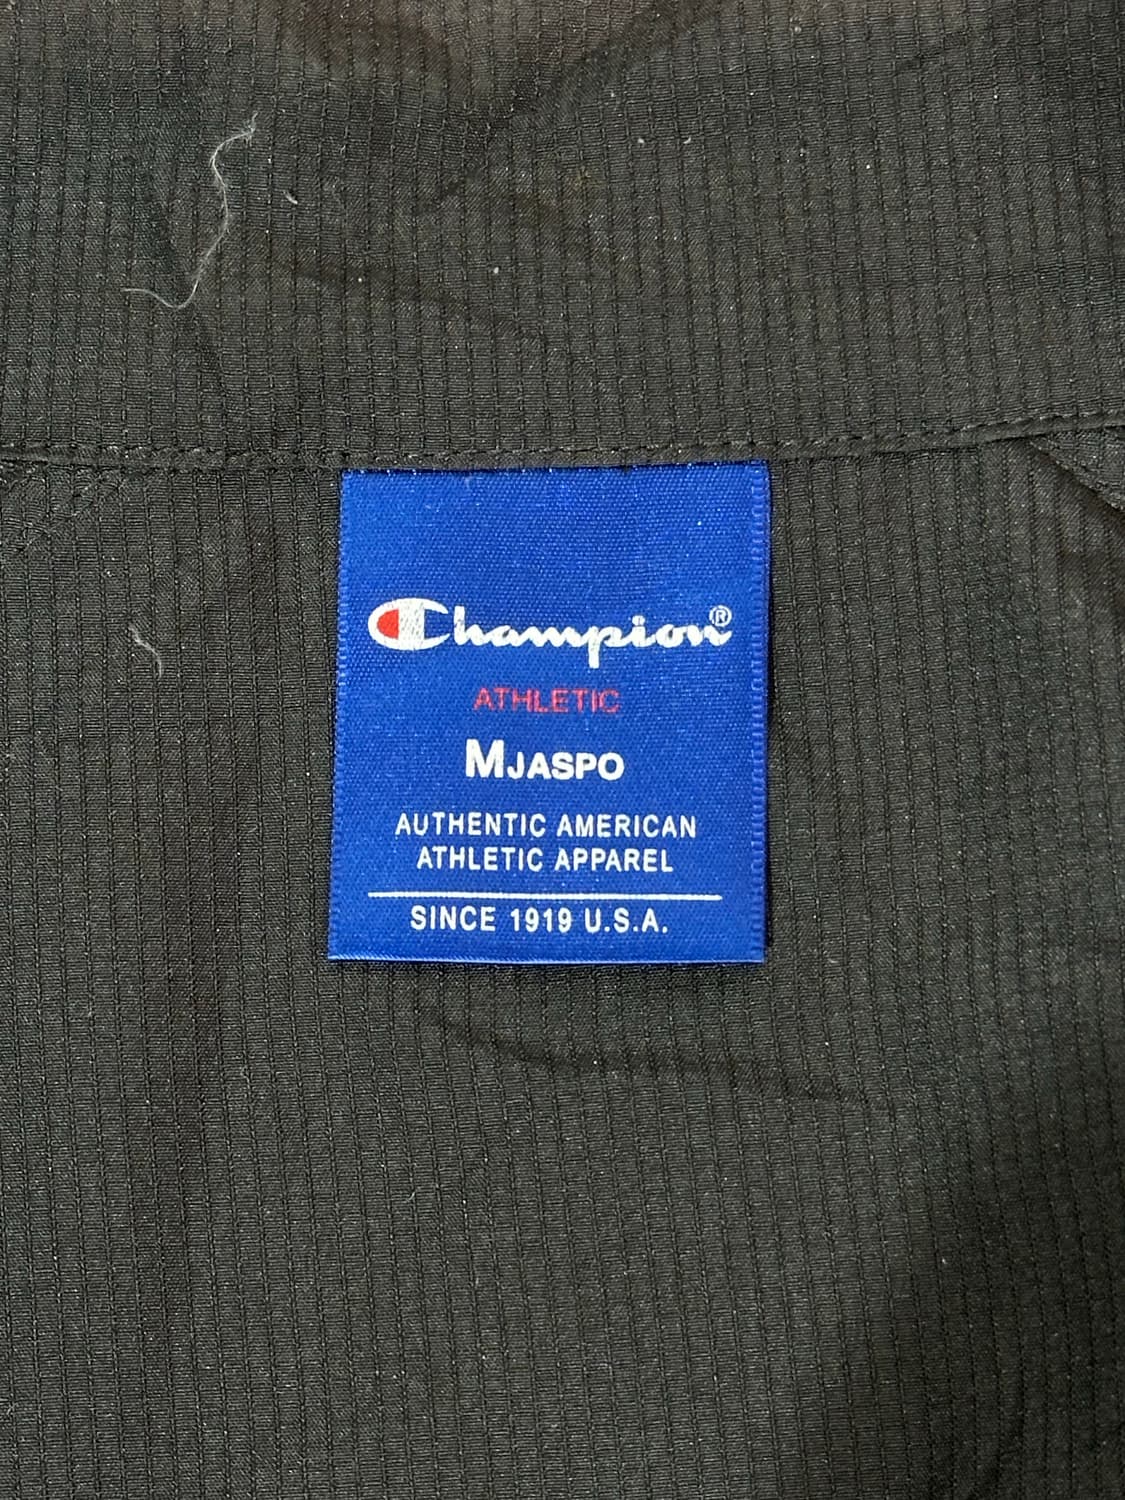 Champion®
ATHLETIC
MJASPO
AUTHENTIC AMERICAN
ATHLETIC APPAREL
SINCE 1919 U.S.A.